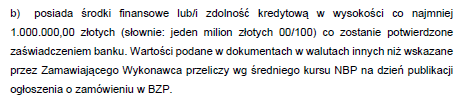 b) posiada środki finansowe lub/i zdolność kredytową w wysokości co najmniej
1.000.000,00 złotych (słownie: jeden milion złotych 00/100) co zostanie potwierdzone
zaświadczeniem banku. Wartości podane w dokumentach w walutach innych niż wskazane
przez Zamawiającego Wykonawca przeliczy wg średniego kursu NBP na dzień publikacji
ogłoszenia o zamówieniu w BZP.